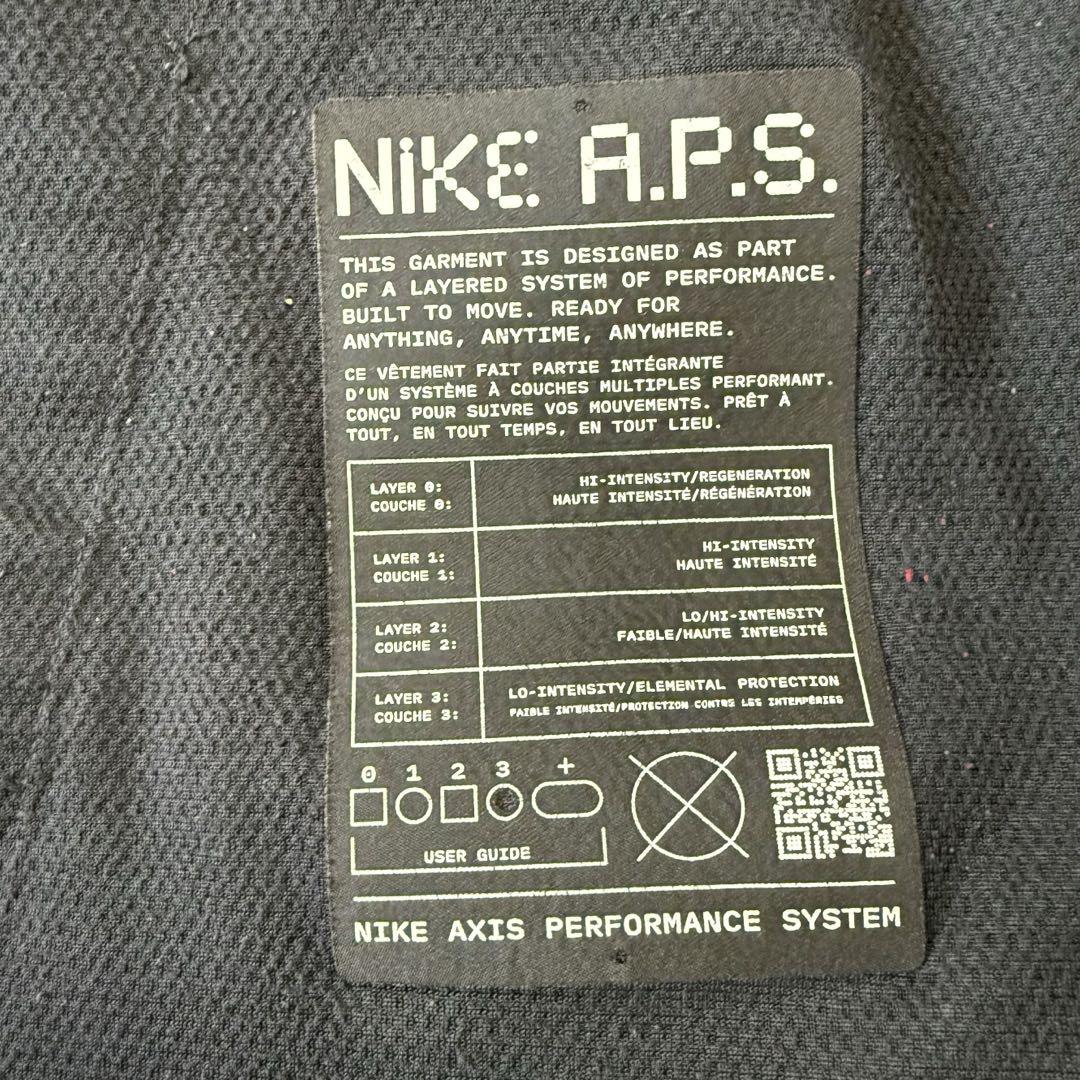 NIKE A.P.S.
THIS GARMENT IS DESIGNED AS PART
OF A LAYERED SYSTEM OF PERFORMANCE.
BUILT TO MOVE. READY FOR
ANYTHING, ANYTIME, ANYWHERE.
CE VÊTEMENT FAIT PARTIE INTÉGRANTE
D'UN SYSTÈME À COUCHES MULTIPLES PERFORMANT.
CONÇU POUR SUIVRE VOS MOUVEMENTS. PRÊT À
TOUT, EN TOUT TEMPS, EN TOUT LIEU.
LAYER 0: HI-INTENSITY/REGENERATION
COUCHE 0: HAUTE INTENSITÉ/RÉGÉNÉRATION
LAYER 1: HI-INTENSITY
COUCHE 1: HAUTE INTENSITÉ
LAYER 2: LO/HI-INTENSITY
COUCHE 2: FAIBLE/HAUTE INTENSITÉ
LAYER 3: LO-INTENSITY/ELEMENTAL PROTECTION
COUCHE 3: FAIBLE INTENSITÉ/PROTECTION CONTRE LES INTEMPÉRIES
0 1 2 3 +
USER GUIDE
NIKE AXIS PERFORMANCE SYSTEM